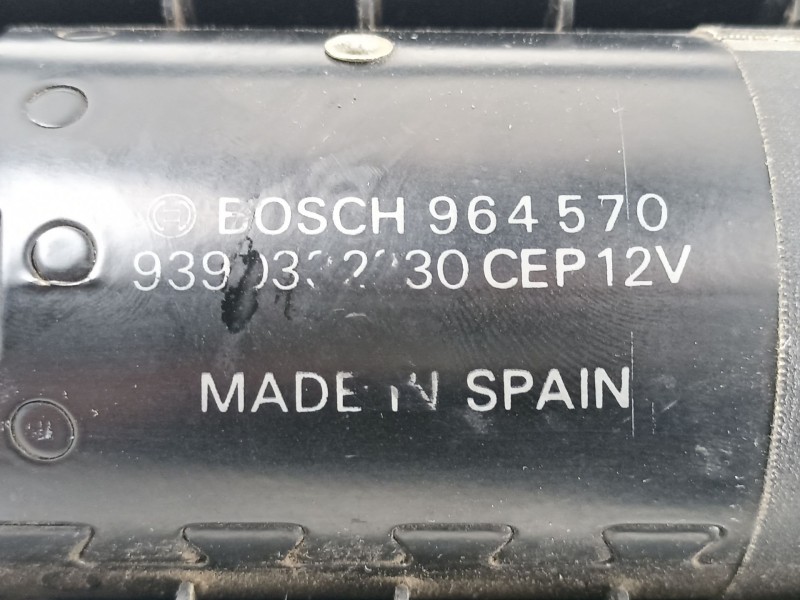 BOSCH 964 570
CEP 12V
MADE IN SPAIN